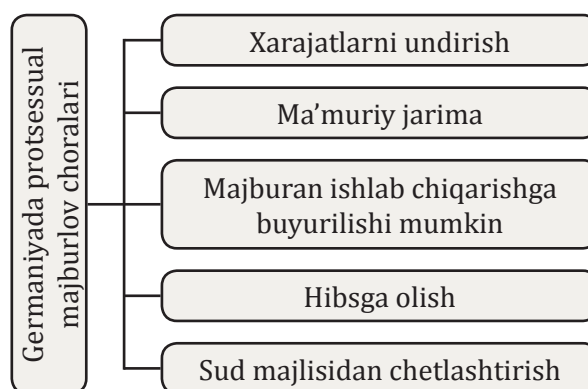 Germaniyada protsessual
majburlov choralari
Xarajatlarni undirish
Ma’muriy jarima
Majburan ishlab chiqarishga
buyurilishi mumkin
Hibsga olish
Sud majlisidan chetlashtirish